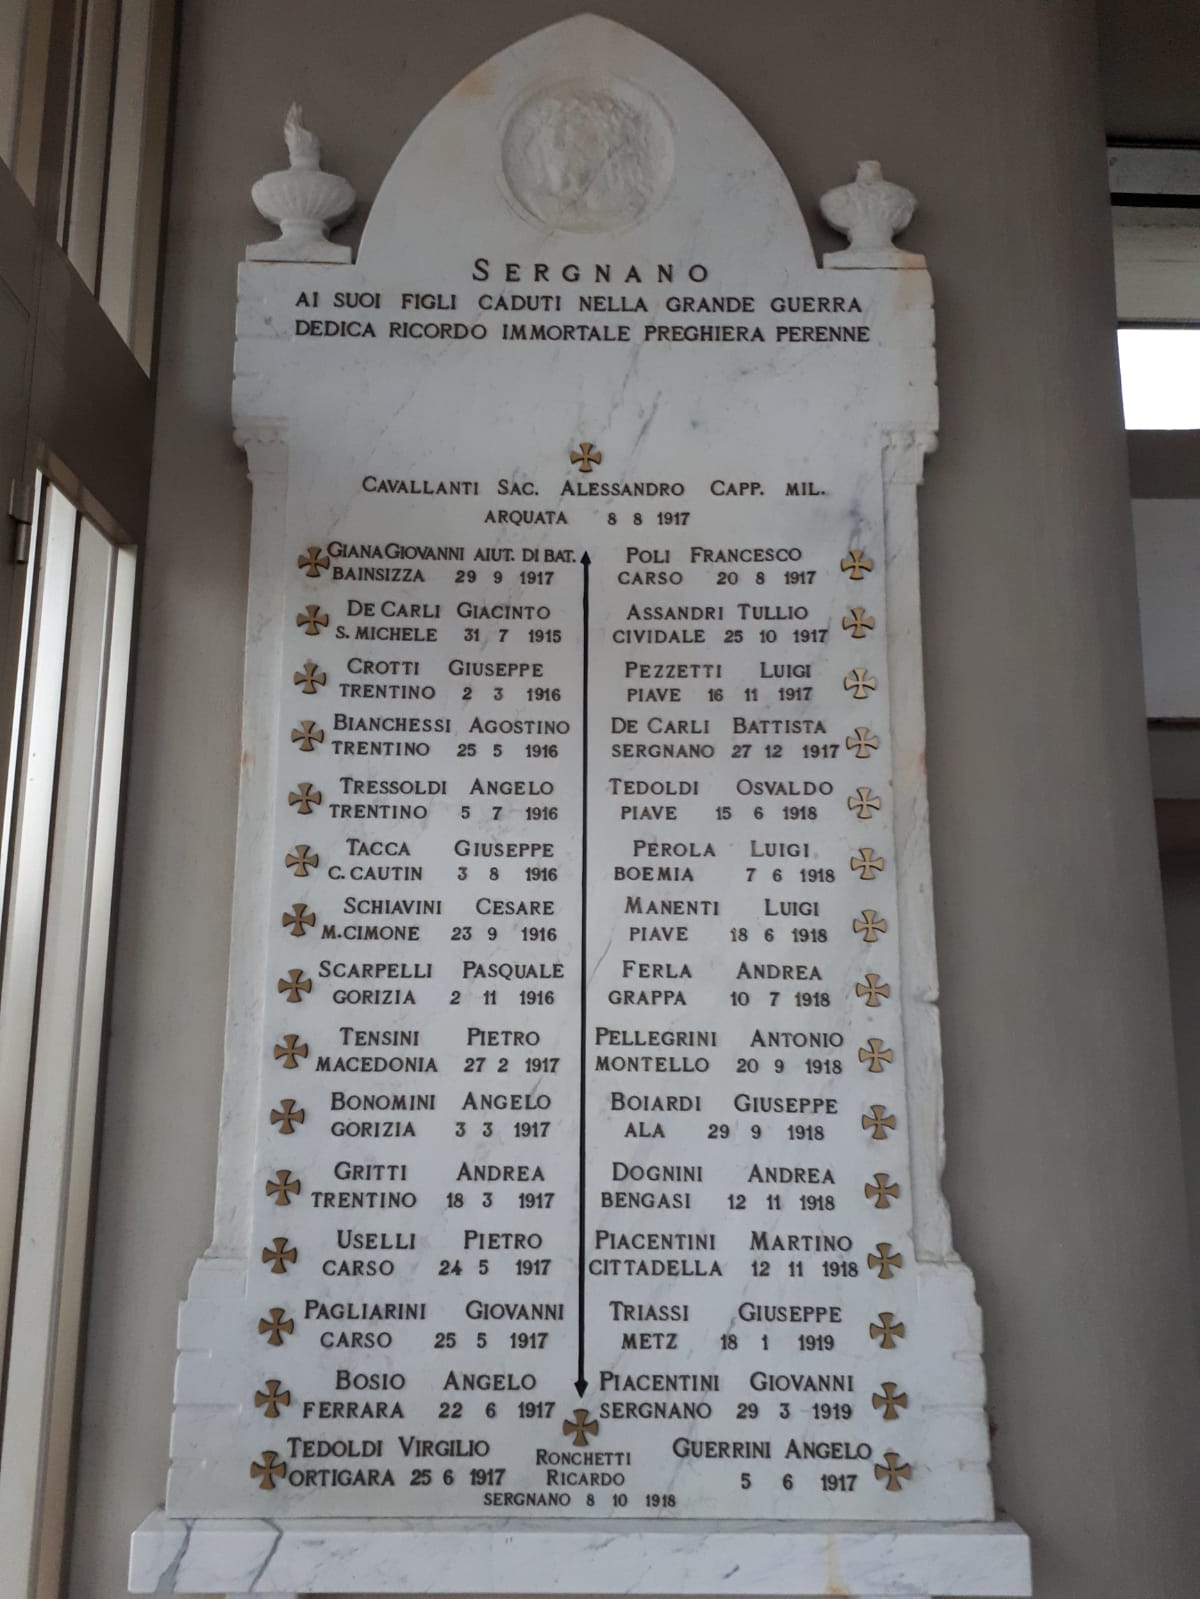 SERGNANO
AI SUOI FIGLI CADUTI NELLA GRANDE GUERRA
DEDICA RICORDO IMMORTALE PREGHIERA PERENNE
CAVALLANTI SAC. ALESSANDRO CAPP. MIL.
ARQUATA 8 8 1917
GIANA GIOVANNI AIUT. DI BAT.
BAINSIZZA 29 9 1917
DE CARLI GIACINTO
S. MICHELE 31 7 1915
CROTTI GIUSEPPE
TRENTINO 2 3 1916
BIANCHESSI AGOSTINO
TRENTINO 25 5 1916
TRESSOLDI ANGELO
TRENTINO 5 7 1916
TACCA GIUSEPPE
C. CAUTIN 3 8 1916
SCHIAVINI CESARE
M. CIMONE 23 9 1916
SCARPELLI PASQUALE
GORIZIA 2 11 1916
TENSINI PIETRO
MACEDONIA 27 2 1917
BONOMINI ANGELO
GORIZIA 3 3 1917
GRITTI ANDREA
TRENTINO 18 3 1917
USELLI PIETRO
CARSO 24 5 1917
PAGLIARINI GIOVANNI
CARSO 25 5 1917
BOSIO ANGELO
FERRARA 22 6 1917
TEDOLDI VIRGILIO
ORTIGARA 25 6 1917
POLI FRANCESCO
CARSO 20 8 1917
ASSANDRI TULLIO
CIVIDALE 25 10 1917
PEZZETTI LUIGI
PIAVE 16 11 1917
DE CARLI BATTISTA
SERGNANO 27 12 1917
TEDOLDI OSVALDO
PIAVE 15 6 1918
PEROLA LUIGI
BOEMIA 7 6 1918
MANENTI LUIGI
PIAVE 18 6 1918
FERLA ANDREA
GRAPPA 10 7 1918
PELLEGRINI ANTONIO
MONTELLO 20 9 1918
BOIARDI GIUSEPPE
ALA 29 9 1918
DOGNINI ANDREA
BENGASI 12 11 1918
PIACENTINI MARTINO
CITTADELLA 12 11 1918
TRIASSI GIUSEPPE
METZ 18 1 1919
PIACENTINI GIOVANNI
SERGNANO 29 3 1919
GUERRINI ANGELO
5 6 1917
RONCHETTI
RICARDO
SERGNANO 8 10 1918